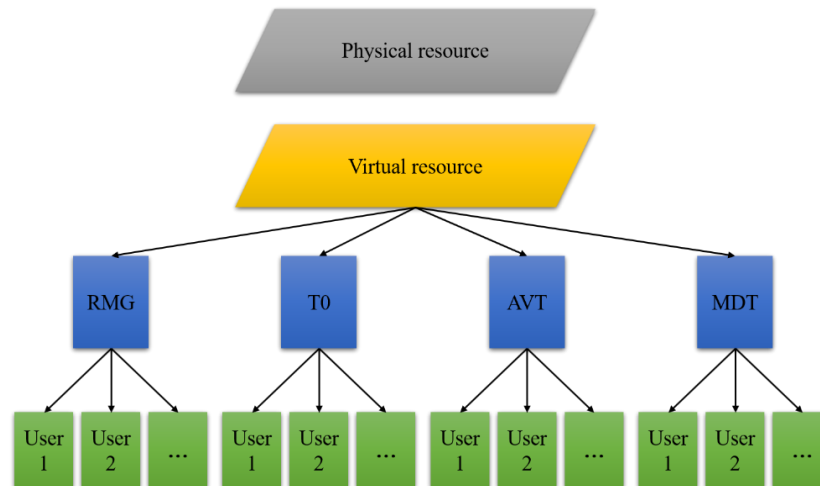 Physical resource
Virtual resource
RMG
T0
AVT
MDT
User
1
User
2
...
User
1
User
2
...
User
1
User
2
...
User
1
User
2
...